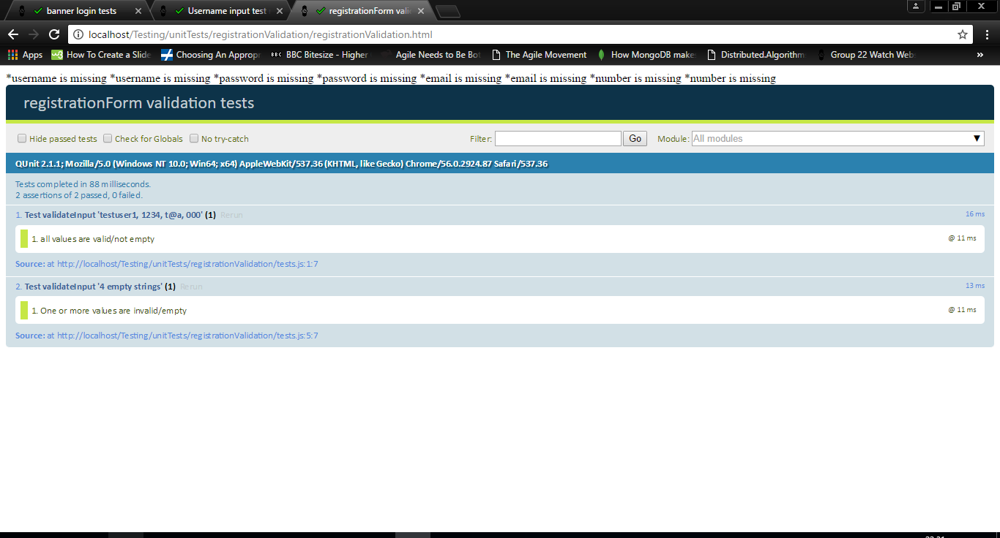 banner login tests
Username input test
registrationForm vali
localhost/Testing/unitTests/registrationValidation/registrationValidation.html
Apps How To Create a Slide Choosing An Appropr BBC BBC Bitesize - Higher Agile Needs to Be Bot The Agile Movement How MongoDB make Distributed.Algorithm Group 22 Watch Webs »
*username is missing *username is missing *password is missing *password is missing *email is missing *email is missing *number is missing *number is missing
registrationForm validation tests
Hide passed tests Check for Globals No try-catch Filter: Go Module: All modules ▼
QUnit 2.1.1; Mozilla/5.0 (Windows NT 10.0; Win64; x64) AppleWebKit/537.36 (KHTML, like Gecko) Chrome/56.0.2924.87 Safari/537.36
Tests completed in 88 milliseconds.
2 assertions of 2 passed, 0 failed.
1. Test validateInput 'testuser1, 1234, t@a, 000' (1) Rerun 16 ms
1. all values are valid/not empty @ 11 ms
Source: at http://localhost/Testing/unitTests/registrationValidation/tests.js:1:7
2. Test validateInput '4 empty strings' (1) Rerun 13 ms
1. One or more values are invalid/empty @ 11 ms
Source: at http://localhost/Testing/unitTests/registrationValidation/tests.js:5:7